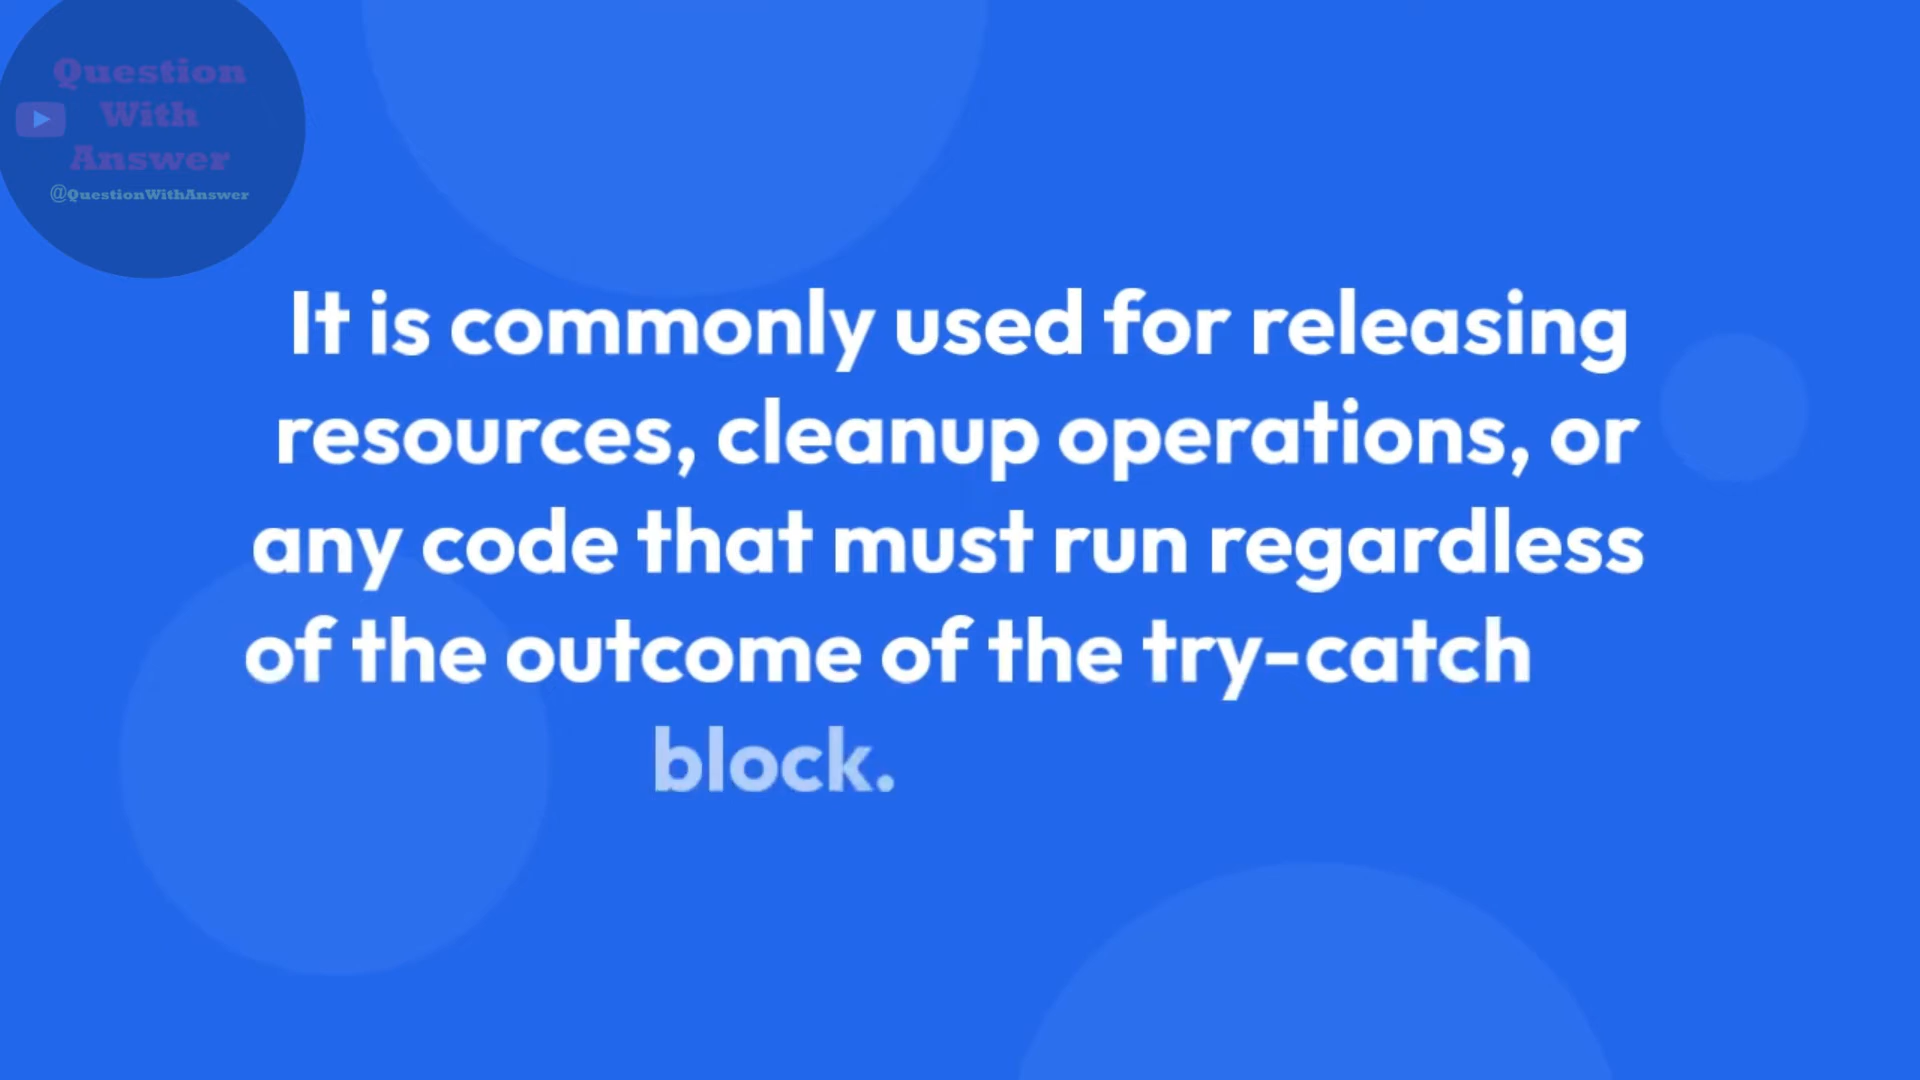 Question
With
Answer
@QuestionWithAnswer
It is commonly used for releasing
resources, cleanup operations, or
any code that must run regardless
of the outcome of the try-catch
block.